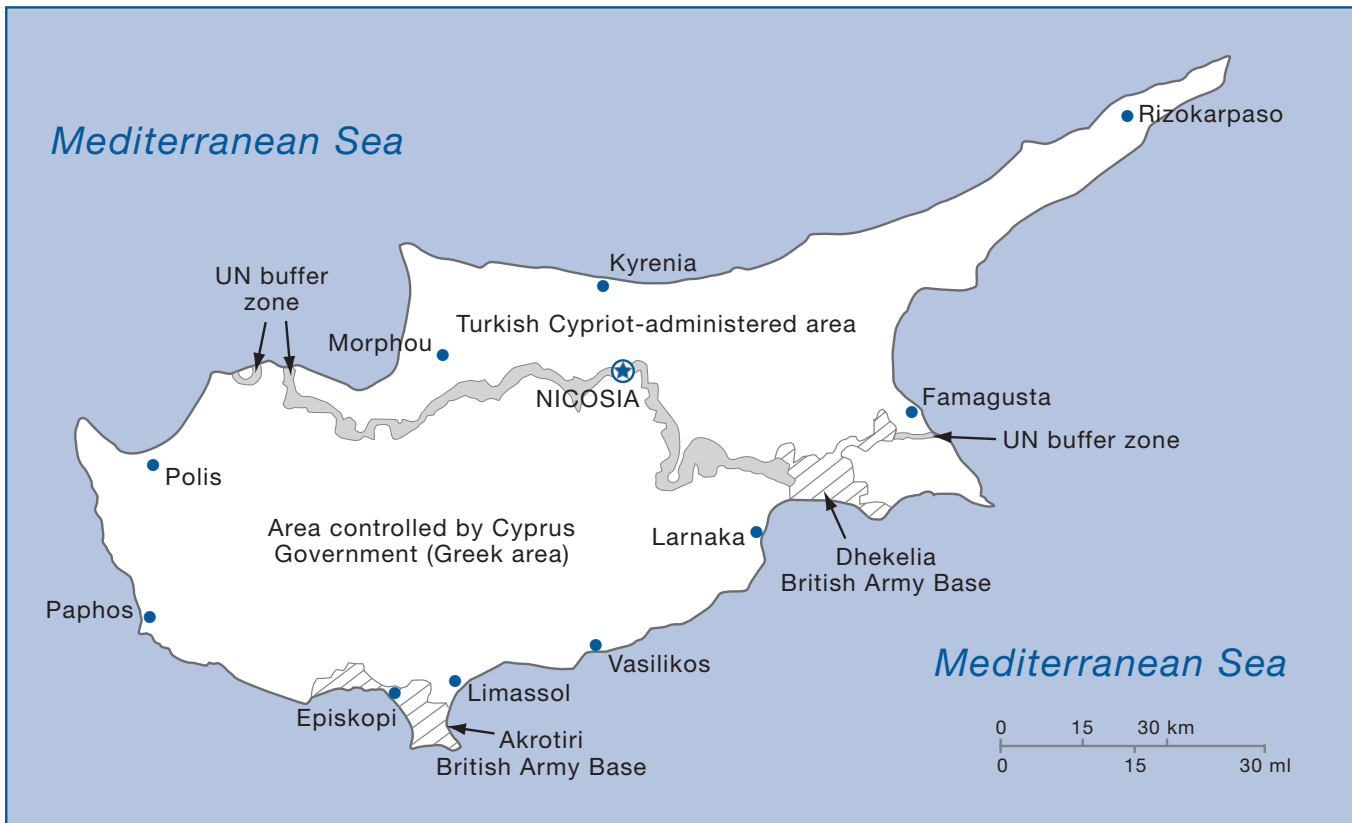 Mediterranean Sea
Rizokarpaso
UN buffer
zone
Kyrenia
Turkish Cypriot-administered area
Morphou
NICOSIA
Famagusta
UN buffer zone
Polis
Area controlled by Cyprus
Government (Greek area)
Larnaka
Dhekelia
British Army Base
Paphos
Vasilikos
Mediterranean Sea
Limassol
Episkopi
Akrotiri
British Army Base
0 15 30 km
0 15 30 ml